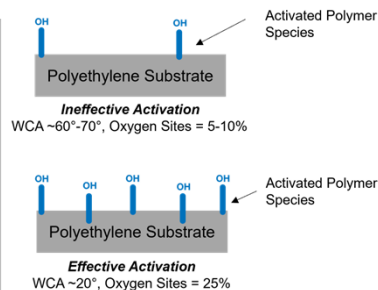 OH
OH
Activated Polymer
Species
Polyethylene Substrate
Ineffective Activation
WCA ~60°-70°, Oxygen Sites = 5-10%
OH
OH
OH
OH
OH
Activated Polymer
Species
Polyethylene Substrate
Effective Activation
WCA ~20°, Oxygen Sites = 25%